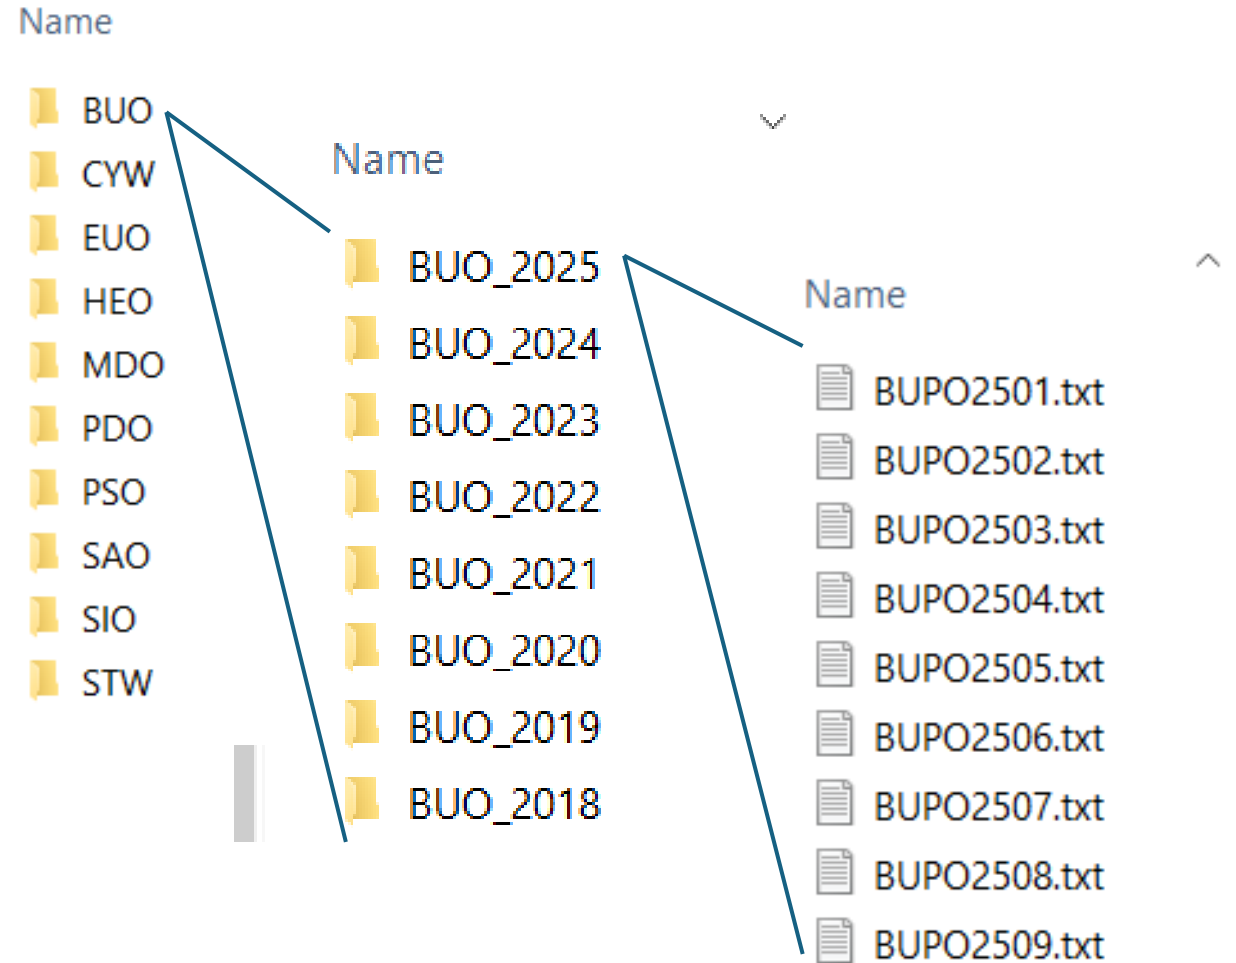 Name
BUO
CYW
EUO
HEO
MDO
PDO
PSO
SAO
SIO
STW
Name
BUO_2025
BUO_2024
BUO_2023
BUO_2022
BUO_2021
BUO_2020
BUO_2019
BUO_2018
Name
BUPO2501.txt
BUPO2502.txt
BUPO2503.txt
BUPO2504.txt
BUPO2505.txt
BUPO2506.txt
BUPO2507.txt
BUPO2508.txt
BUPO2509.txt